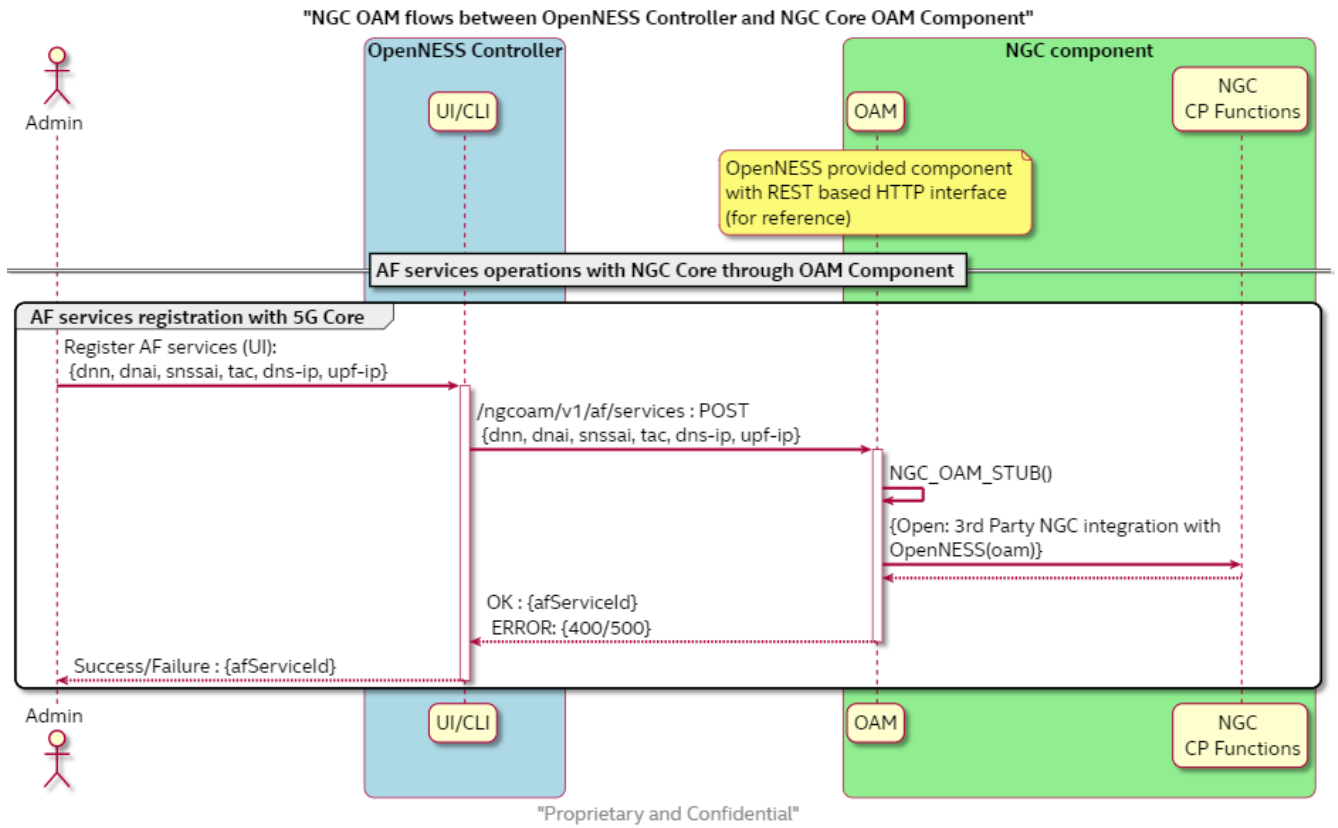 "NGC OAM flows between OpenNESS Controller and NGC Core OAM Component"
OpenNESS Controller
NGC component
Admin
UI/CLI
OAM
NGC
CP Functions
OpenNESS provided component
with REST based HTTP interface
(for reference)
AF services operations with NGC Core through OAM Component
AF services registration with 5G Core
Register AF services (UI):
{dnn, dnai, snssai, tac, dns-ip, upf-ip}
/ngcoam/v1/af/services : POST
{dnn, dnai, snssai, tac, dns-ip, upf-ip}
NGC_OAM_STUB()
{Open: 3rd Party NGC integration with
OpenNESS(oam)}
OK : {afServiceId}
ERROR: {400/500}
Success/Failure : {afServiceId}
Admin
UI/CLI
OAM
NGC
CP Functions
"Proprietary and Confidential"